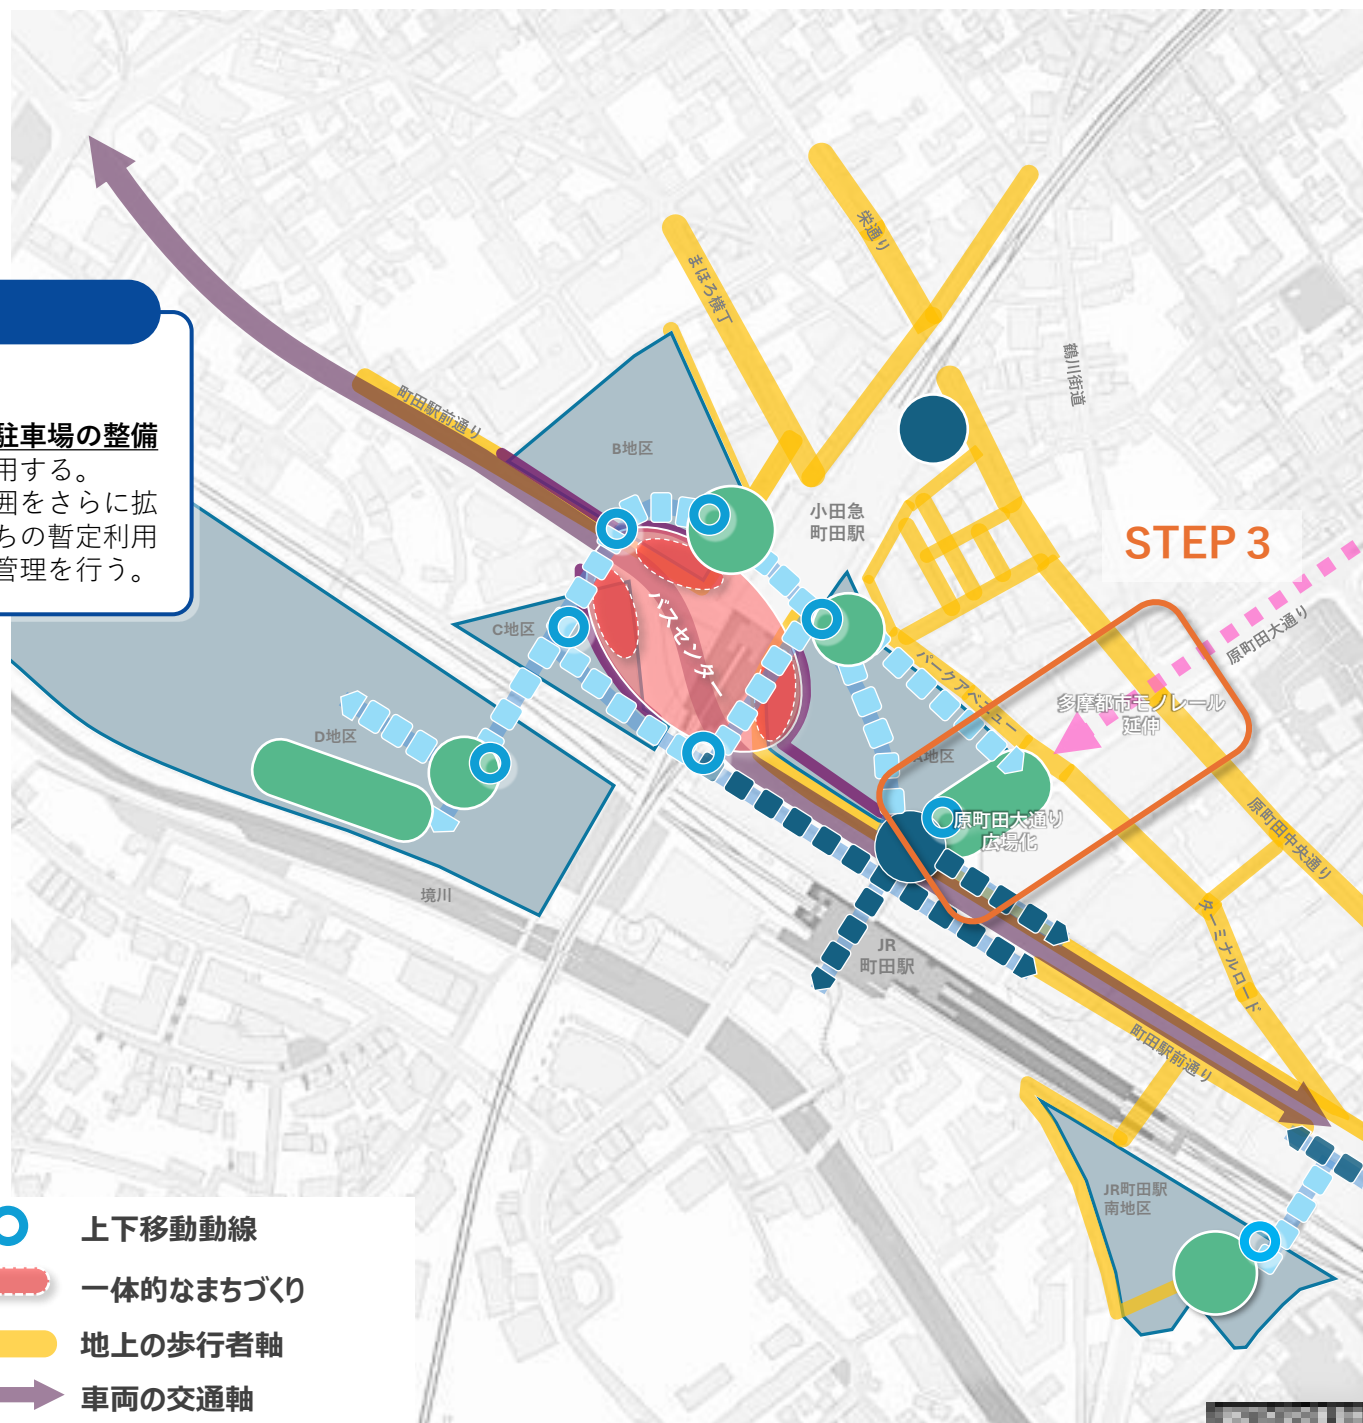 栄通り
まほろ横丁
鶴川街道
町田駅前通り
駐車場の整備
用する。
囲をさらに拡
ちの暫定利用
管理を行う。
B地区
小田急
町田駅
STEP 3
バスセンター
C地区
パークアベニュー
原町田大通り
多摩都市モノレール
延伸
D地区
A地区
原町田大通り
広場化
原町田中央通り
境川
ターミナルロード
JR
町田駅
町田駅前通り
JR町田駅
南地区
上下移動動線
一体的なまちづくり
地上の歩行者軸
車両の交通軸